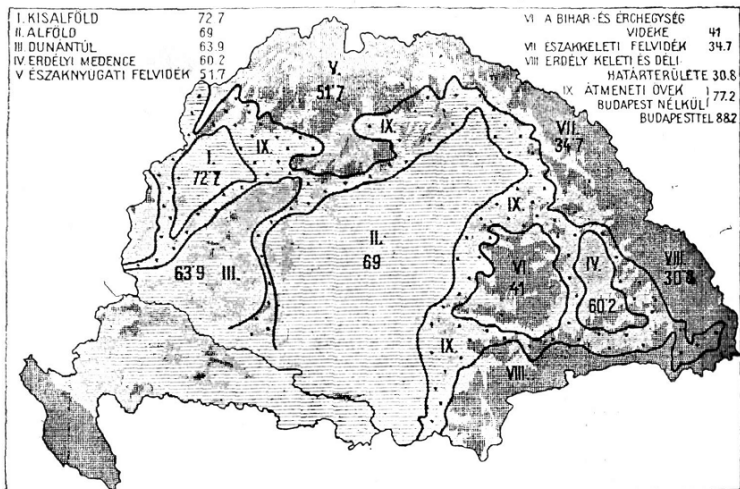 I. KISALFÖLD 72·7
II. ALFÖLD 69
III. DUNÁNTÚL 63.9
IV. ERDÉLYI MEDENCE 60·2
V ÉSZAKNYUGATI FELVIDÉK 51.7
VI A BIHAR- ÉS ÉRCHEGYSÉG
VIDEKE 41
VII ESZAKKELETI FELVIDÉK 34.7
VIII ERDÉLY KELETI ÉS DÉLI
HATÁRTERÜLETE 30.8
IX. ÁTMENETI ÖVEK
BUDAPEST NÉLKÜL 77.2
BUDAPESTTEL 88.2
V.
51.7
IX.
IX.
VII.
34.7
I.
72·7
IX.
II.
69
63·9 III.
VI.
41
IV.
60.2
VIII.
30·8
IX.
VIII.